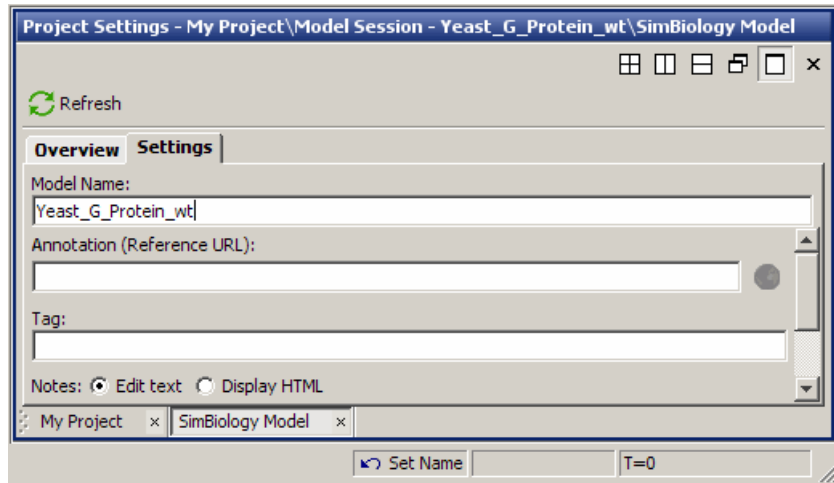 Project Settings - My Project\Model Session - Yeast_G_Protein_wt\SimBiology Model
Refresh
Overview Settings
Model Name:
Yeast_G_Protein_wt
Annotation (Reference URL):
Tag:
Notes: Edit text Display HTML
My Project × SimBiology Model ×
Set Name T=0